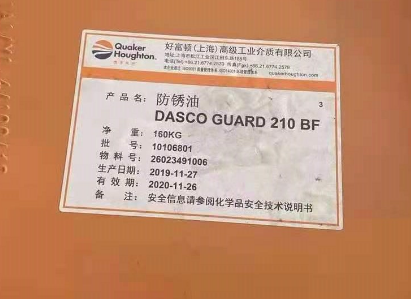 Quaker
Houghton
好富顿(上海)高级工业介质有限公司
quakerhoughton.com
产品名: 防锈油
3
DASCO GUARD 210 BF
净 重: 160KG
批 号: 10106801
物料号: 26023491006
生产日期: 2019-11-27
有效期: 2020-11-26
备 注: 安全信息请参阅化学品安全技术说明书